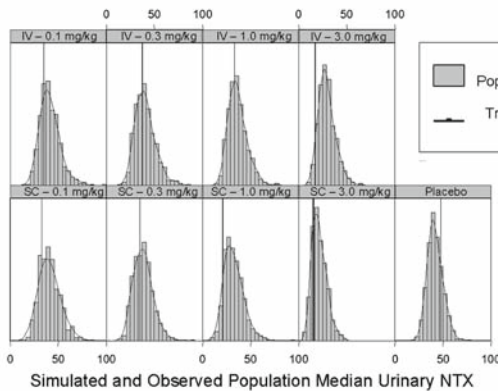 0 50 100 0 50 100
IV – 0.1 mg/kg IV – 0.3 mg/kg IV – 1.0 mg/kg IV – 3.0 mg/kg
Pop
Tr
SC – 0.1 mg/kg SC – 0.3 mg/kg SC – 1.0 mg/kg SC – 3.0 mg/kg Placebo
0 50 100 0 50 100 0 50 100
Simulated and Observed Population Median Urinary NTX